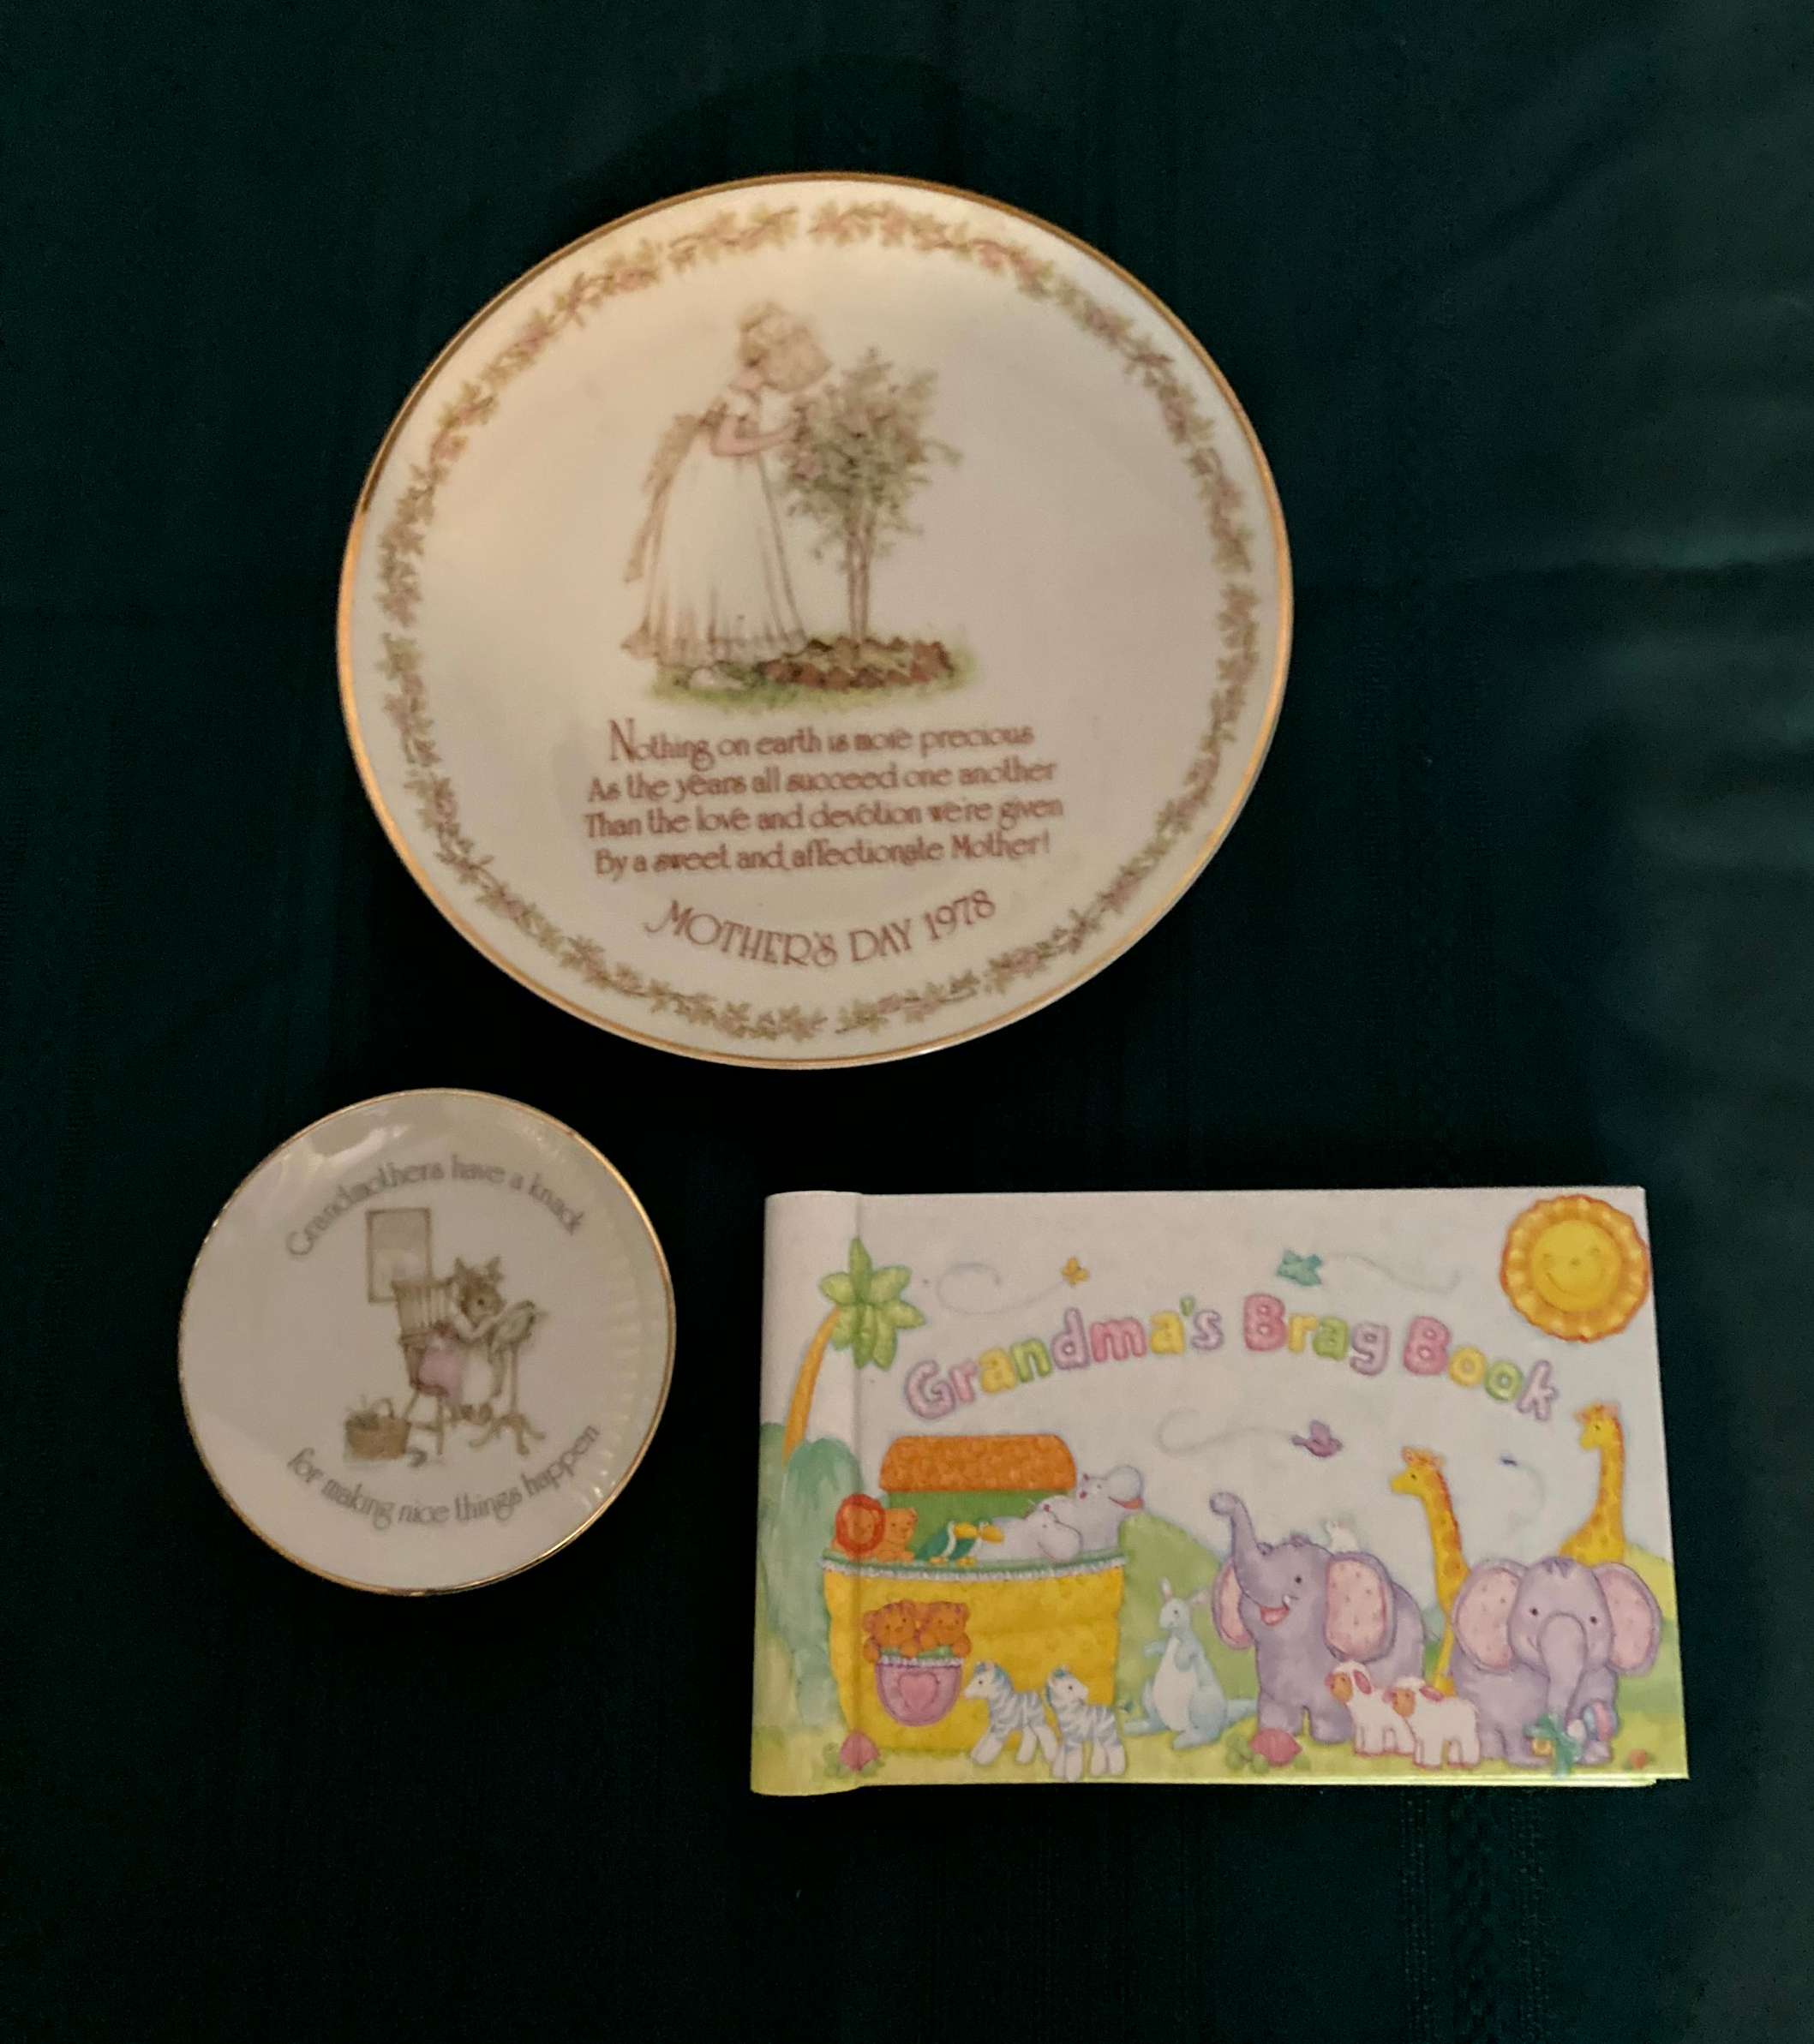 Nothing on earth is more precious
As the years all succeed one another
Than the love and devotion we're given
By a sweet and affectionate Mother!
MOTHER'S DAY 1978
Grandmothers have a knack
for making nice things happen
Grandma's Brag Book